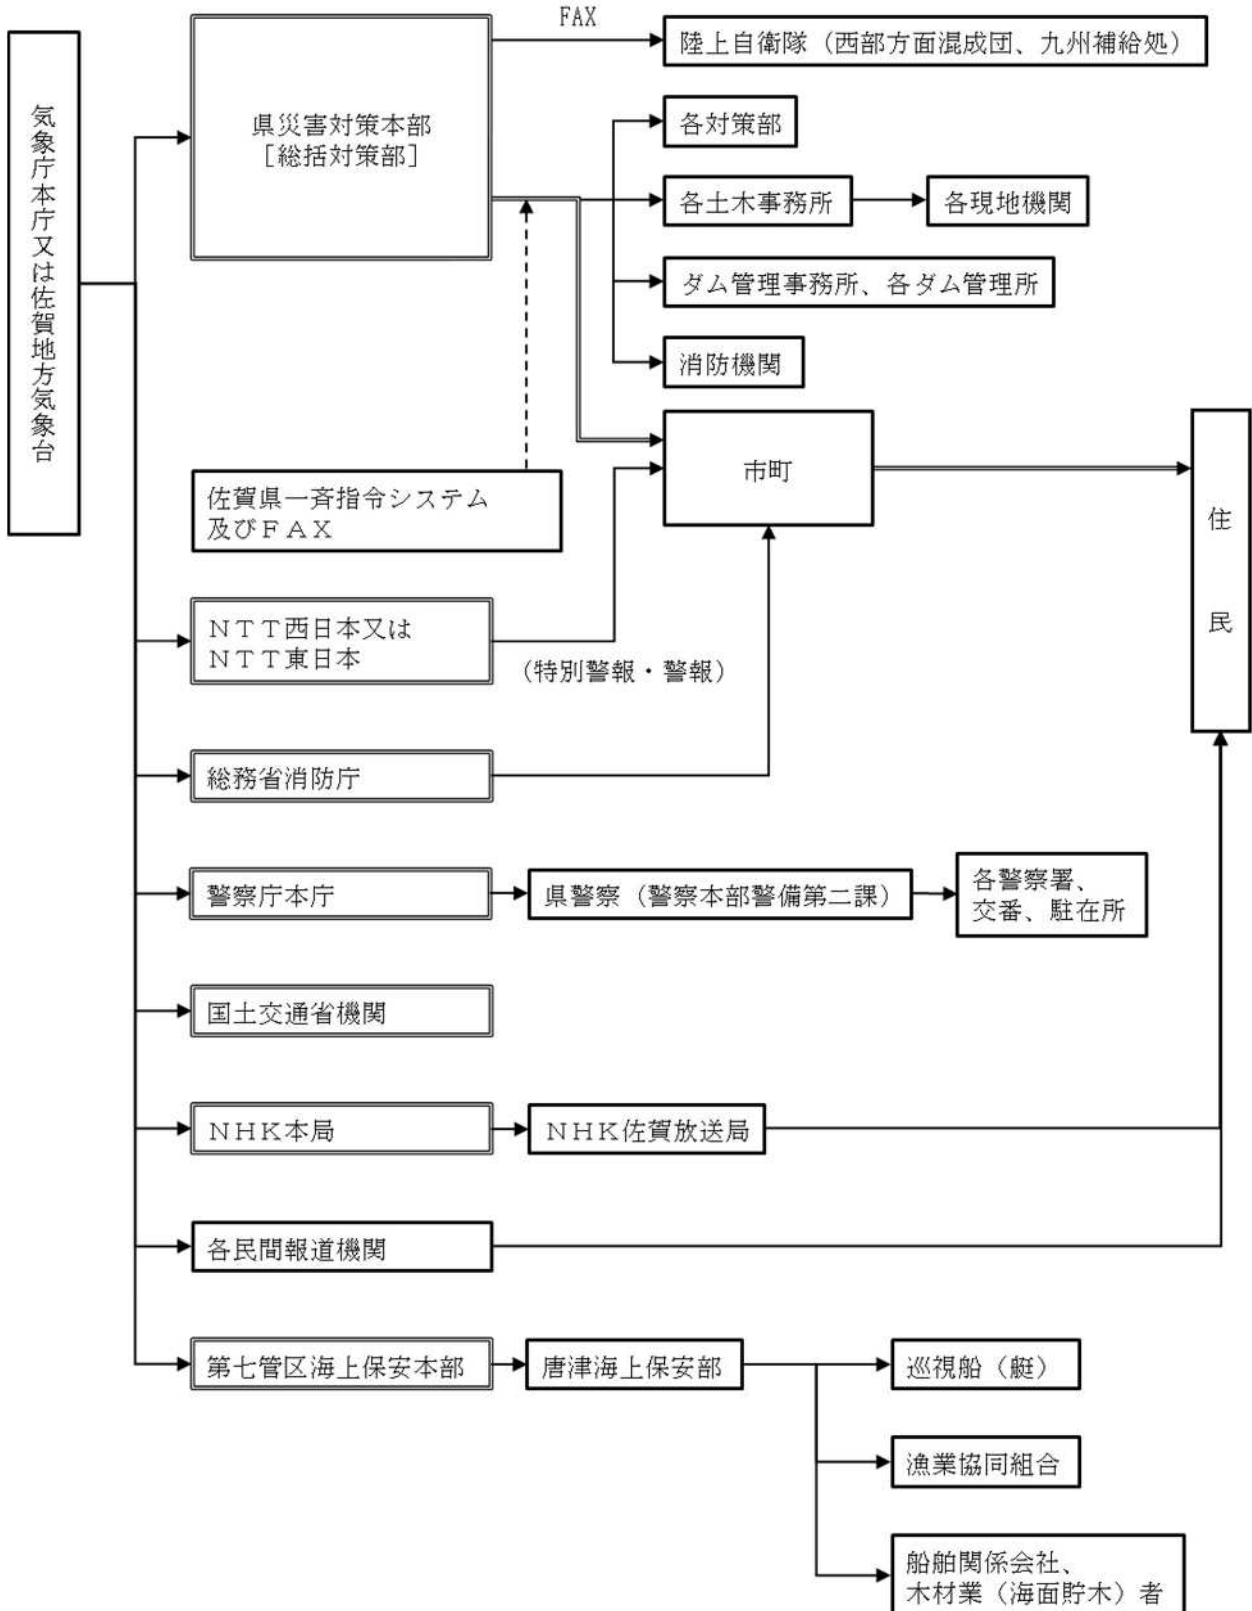 気象庁本庁又は佐賀地方気象台
FAX
県災害対策本部
［総括対策部］
陸上自衛隊（西部方面混成団、九州補給処）
各対策部
各土木事務所
各現地機関
ダム管理事務所、各ダム管理所
消防機関
市町
住民
佐賀県一斉指令システム
及びＦＡＸ
ＮＴＴ西日本又は
ＮＴＴ東日本
（特別警報・警報）
総務省消防庁
警察庁本庁
県警察（警察本部警備第二課）
各警察署、
交番、駐在所
国土交通省機関
ＮＨＫ本局
ＮＨＫ佐賀放送局
各民間報道機関
第七管区海上保安本部
唐津海上保安部
巡視船（艇）
漁業協同組合
船舶関係会社、
木材業（海面貯木）者